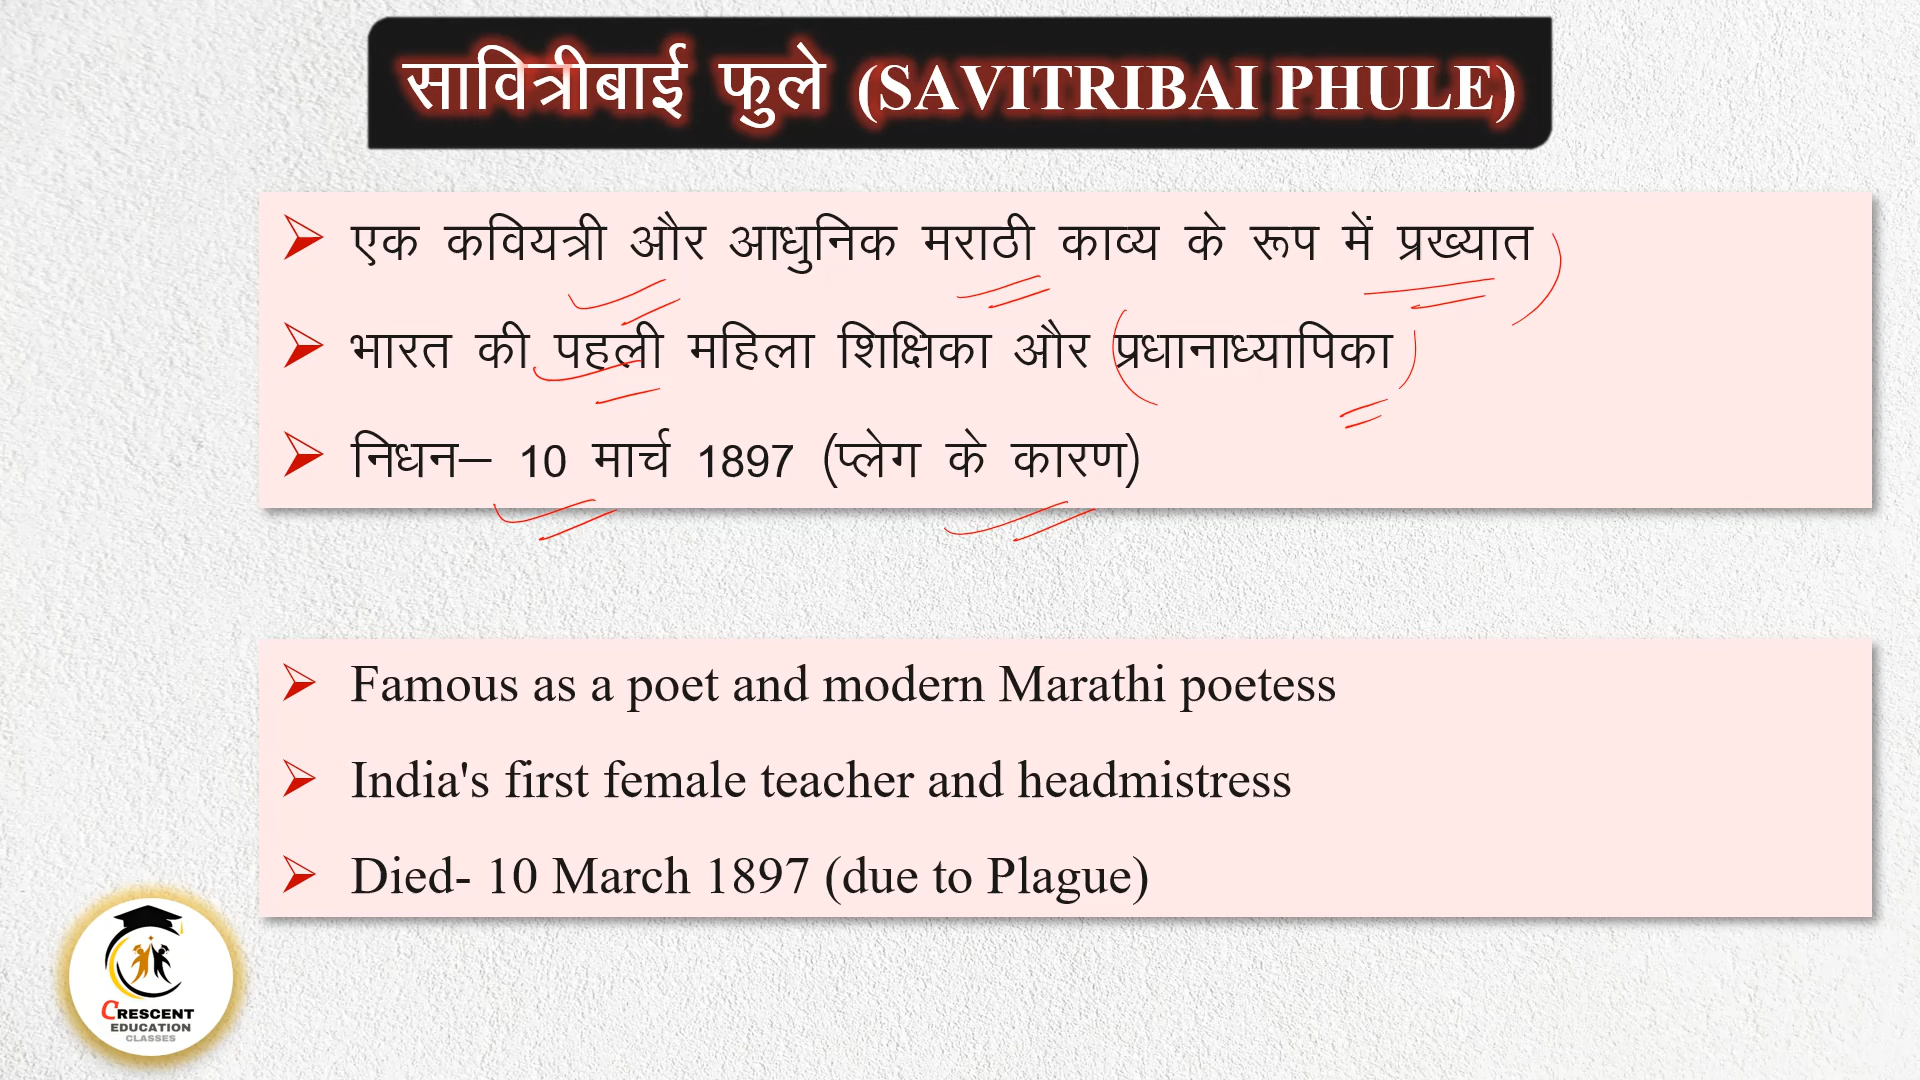 सावित्रीबाई फुले (SAVITRIBAI PHULE)
एक कवियत्री और आधुनिक मराठी काव्य के रूप में प्रख्यात
भारत की पहली महिला शिक्षिका और प्रधानाध्यापिका
निधन– 10 मार्च 1897 (प्लेग के कारण)
Famous as a poet and modern Marathi poetess
India's first female teacher and headmistress
Died- 10 March 1897 (due to Plague)
CRESCENT
EDUCATION
CLASSES